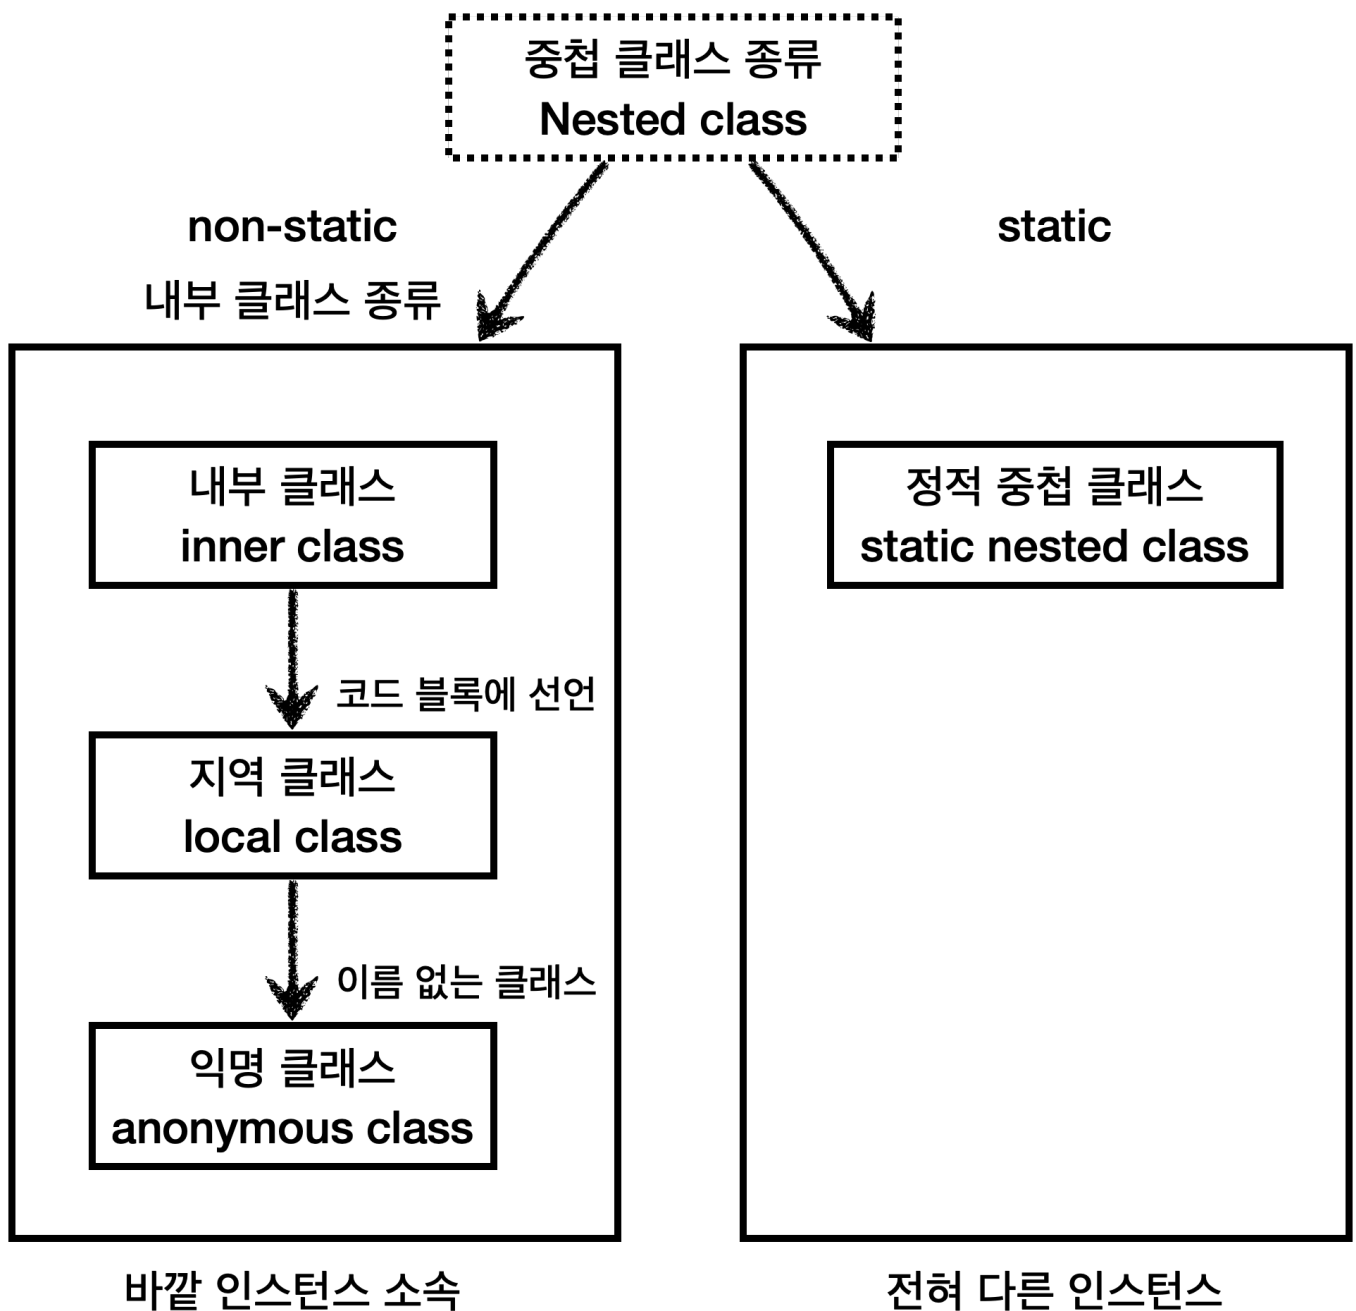 중첩 클래스 종류
Nested class
non-static
내부 클래스 종류
static
내부 클래스
inner class
코드 블록에 선언
지역 클래스
local class
이름 없는 클래스
익명 클래스
anonymous class
바깥 인스턴스 소속
정적 중첩 클래스
static nested class
전혀 다른 인스턴스